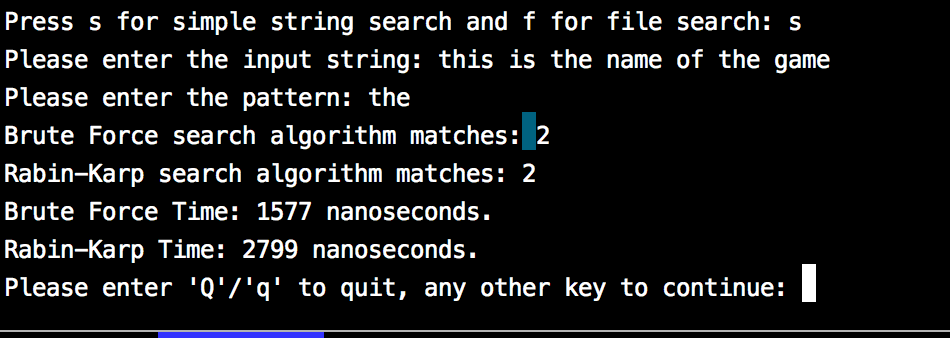 Press s for simple string search and f for file search: s
Please enter the input string: this is the name of the game
Please enter the pattern: the
Brute Force search algorithm matches: 2
Rabin-Karp search algorithm matches: 2
Brute Force Time: 1577 nanoseconds.
Rabin-Karp Time: 2799 nanoseconds.
Please enter 'Q'/'q' to quit, any other key to continue: